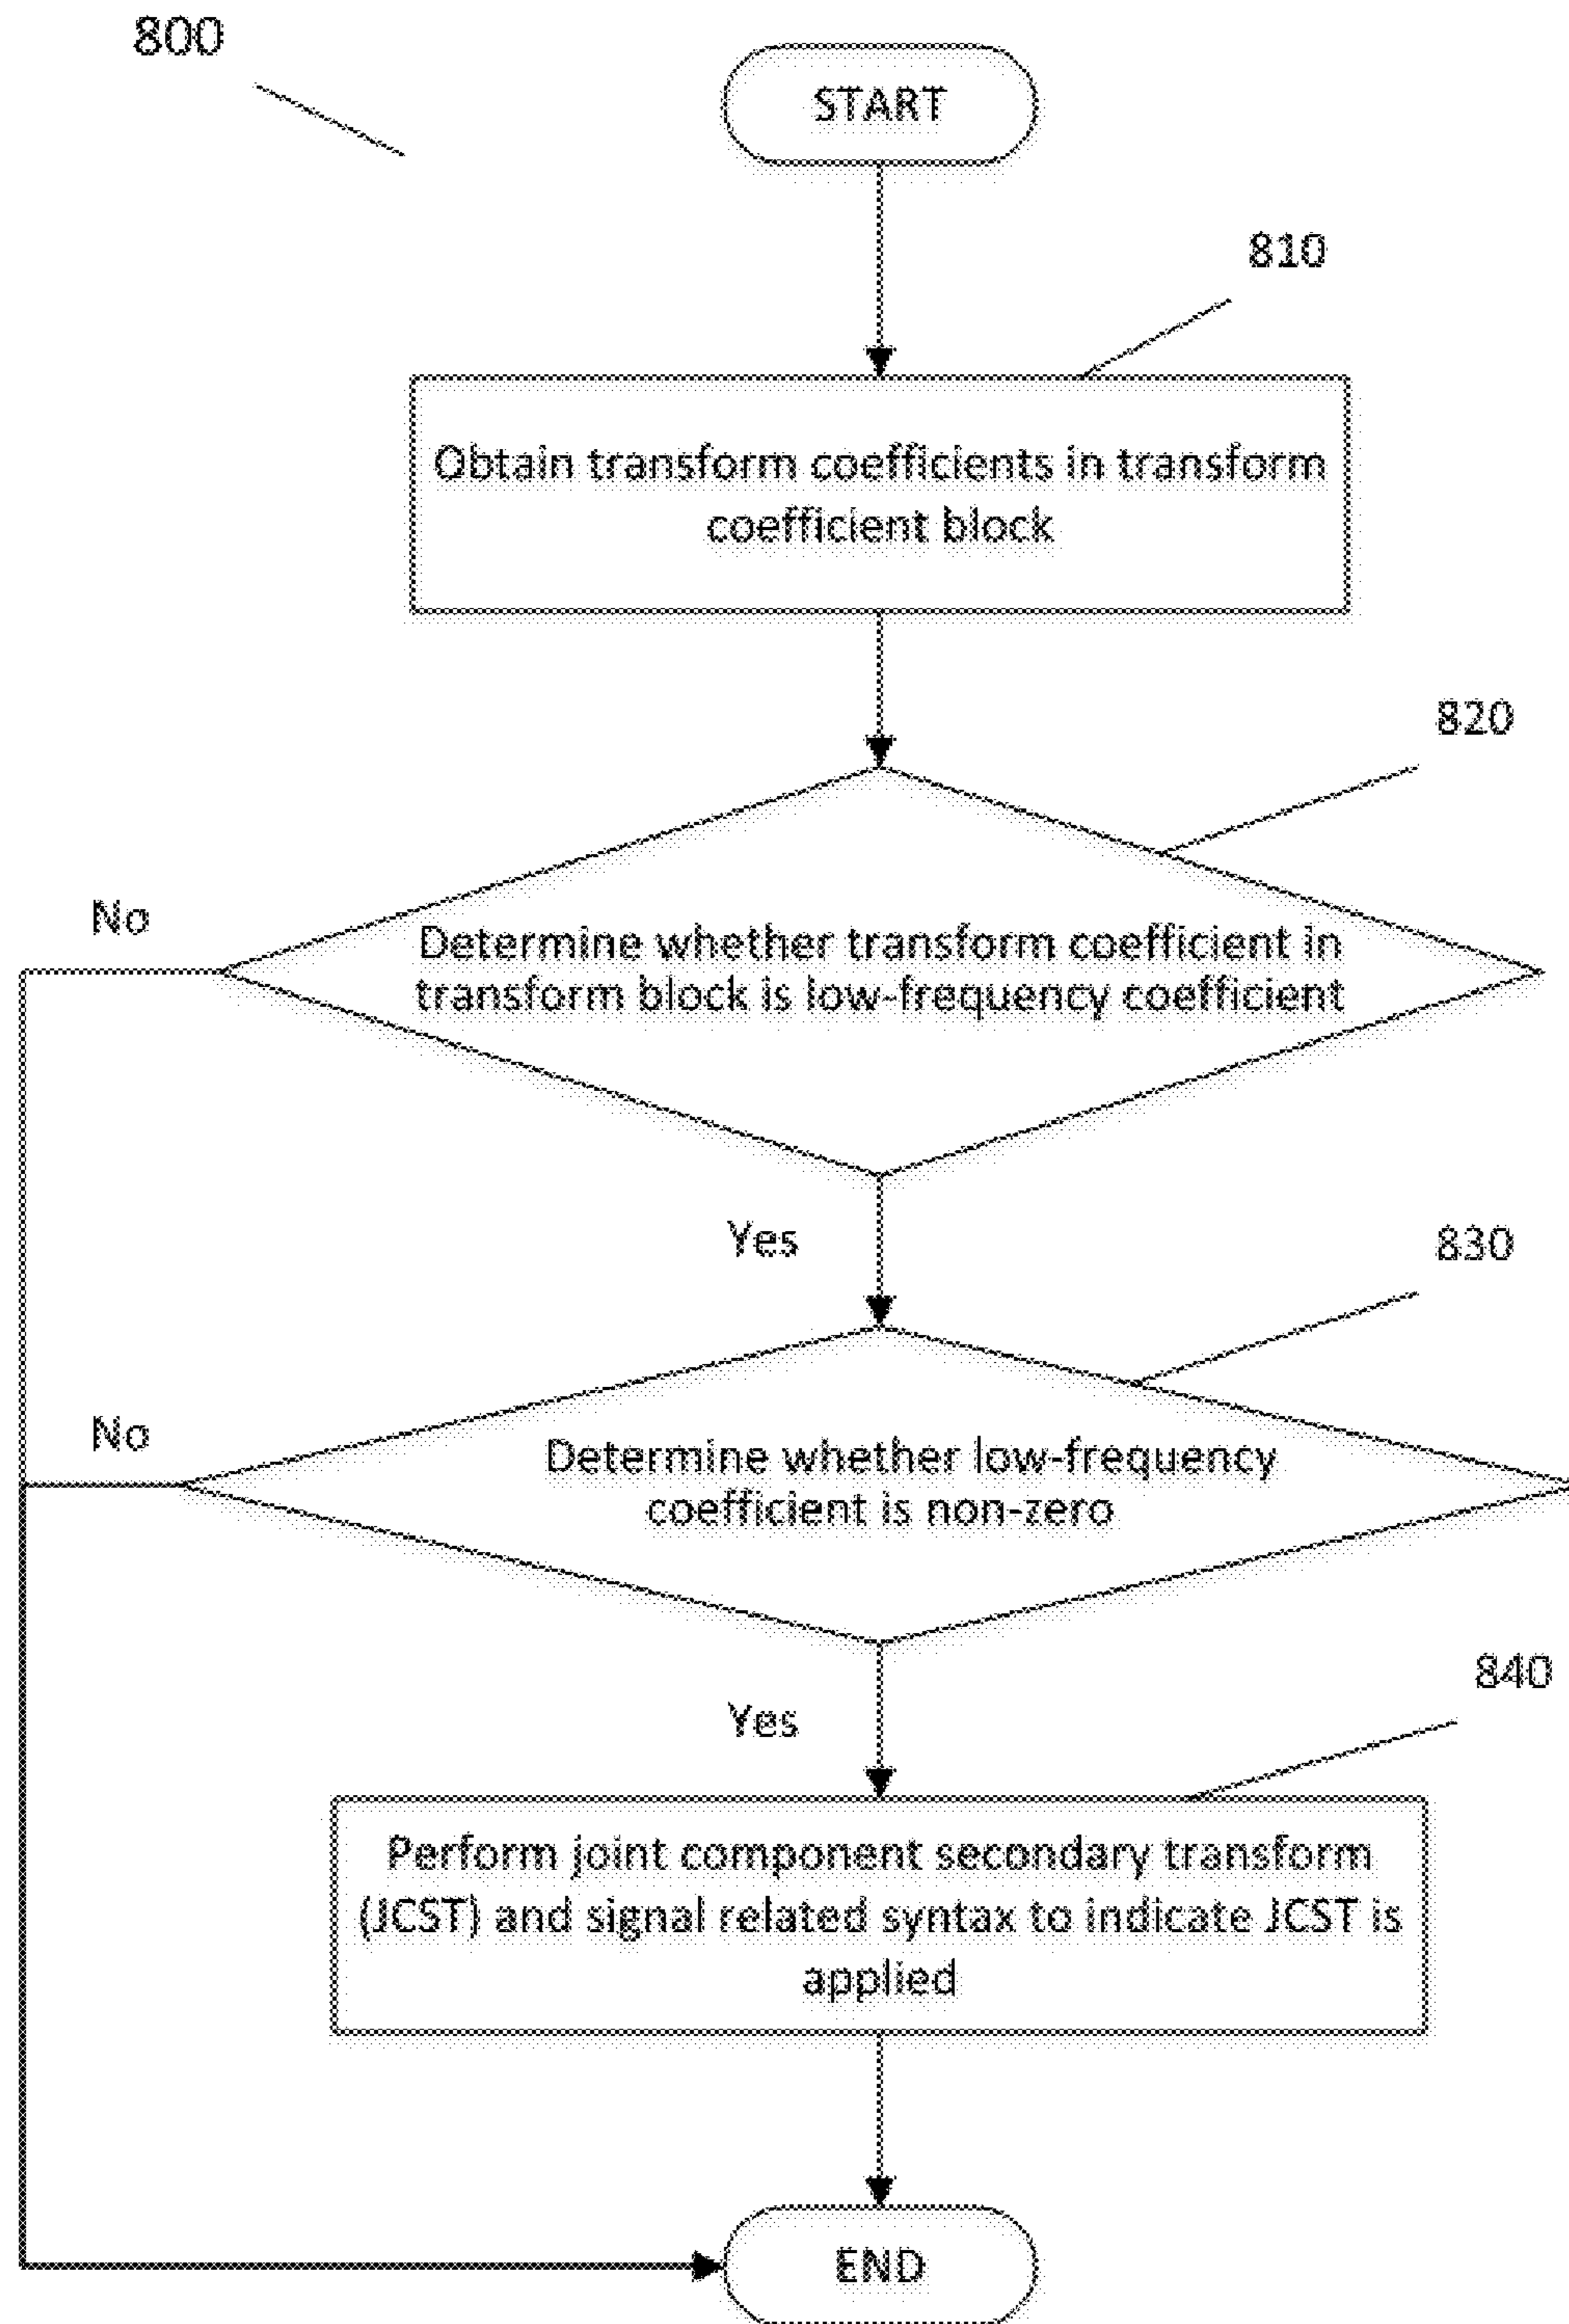 800
START
810
Obtain transform coefficients in transform
coefficient block
820
No
Determine whether transform coefficient in
transform block is low-frequency coefficient
Yes
830
No
Determine whether low-frequency
coefficient is non-zero
840
Yes
Perform joint component secondary transform
(JCST) and signal related syntax to indicate JCST is
applied
END